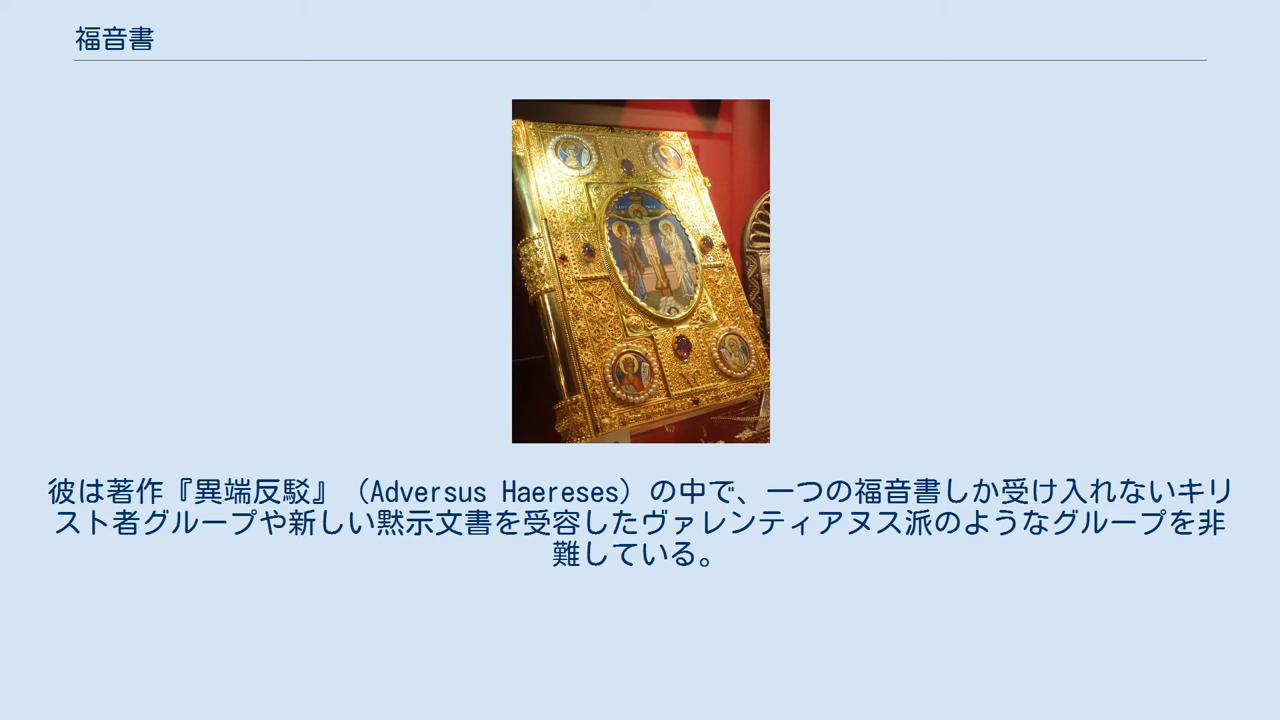 福音書
彼は著作『異端反駁』（Adversus Haereses）の中で、一つの福音書しか受け入れないキリ
スト者グループや新しい黙示文書を受容したヴァレンティアヌス派のようなグループを非
難している。